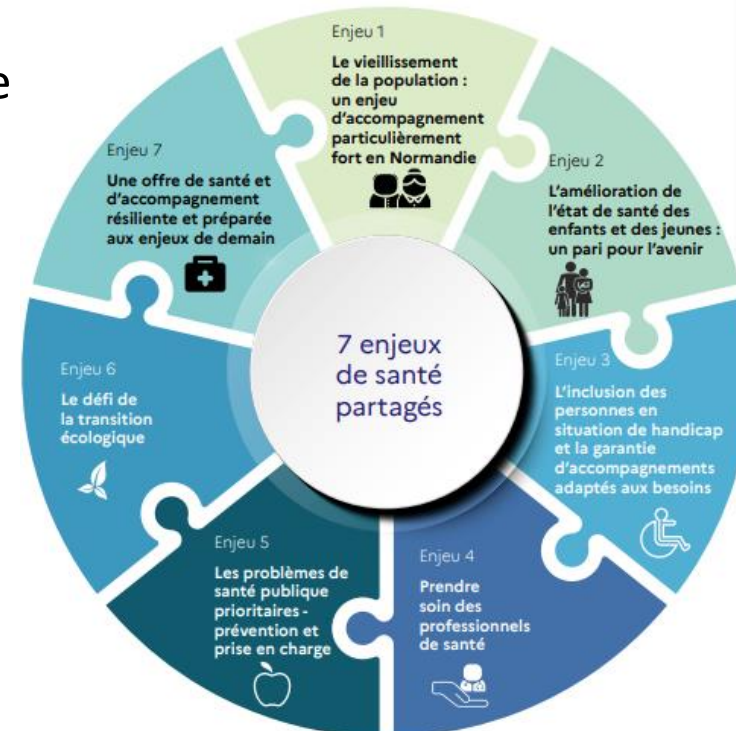 e
Enjeu 1
Le vieillissement
de la population :
un enjeu
d'accompagnement
particulièrement
fort en Normandie
Enjeu 2
L'amélioration de
l'état de santé des
enfants et des jeunes :
un pari pour l'avenir
Enjeu 3
L'inclusion des
personnes en
situation de handicap
et la garantie
d'accompagnements
adaptés aux besoins
Enjeu 4
Prendre
soin des
professionnels
de santé
Enjeu 5
Les problèmes de
santé publique
prioritaires -
prévention et
prise en charge
Enjeu 6
Le défi de
la transition
écologique
Enjeu 7
Une offre de santé et
d'accompagnement
résiliente et préparée
aux enjeux de demain
7 enjeux
de santé
partagés